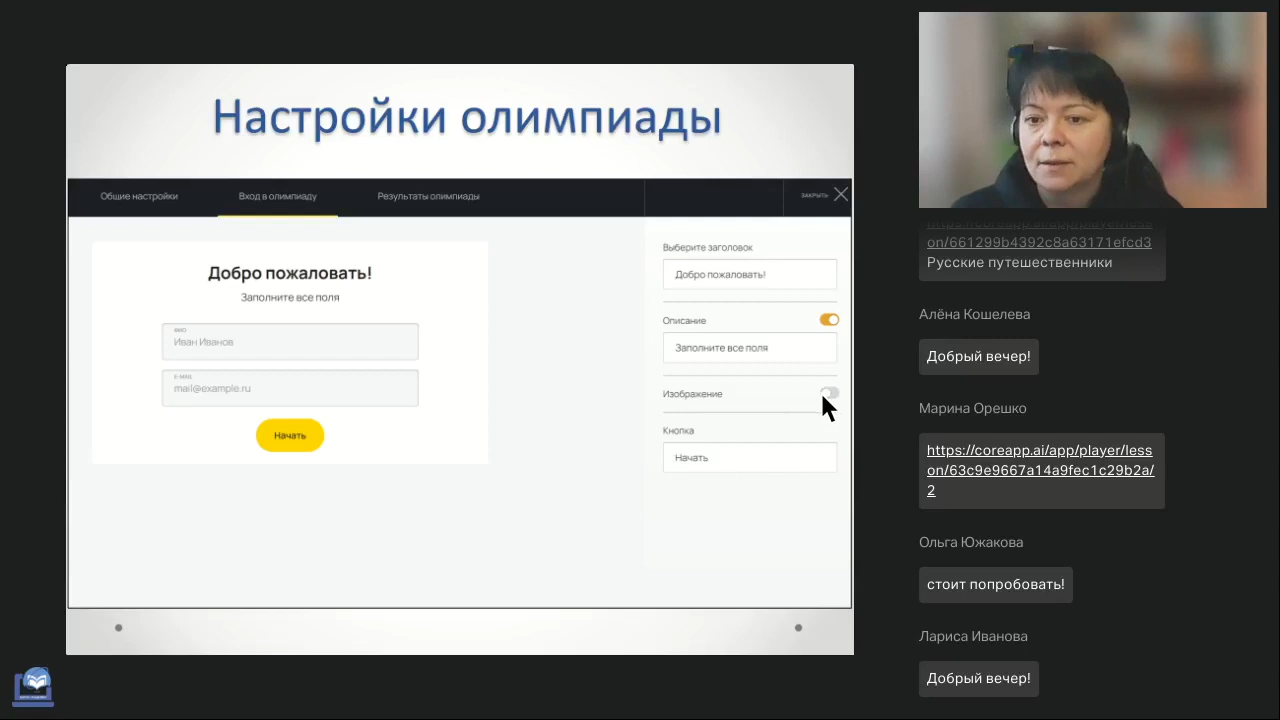 Настройки олимпиады
Общие настройки
Вход в олимпиаду
Результаты олимпиады
ЗАКРЫТЬ
Добро пожаловать!
Заполните все поля
ФИО
Иван Иванов
E-MAIL
mail@example.ru
Начать
Выберите заголовок
Добро пожаловать!
Описание
Заполните все поля
Изображение
Кнопка
Начать
on/661299b4392c8a63171efcd3
Русские путешественники
Алёна Кошелева
Добрый вечер!
Марина Орешко
https://coreapp.ai/app/player/less
on/63c9e9667a14a9fec1c29b2a/
2
Ольга Южакова
стоит попробовать!
Лариса Иванова
Добрый вечер!